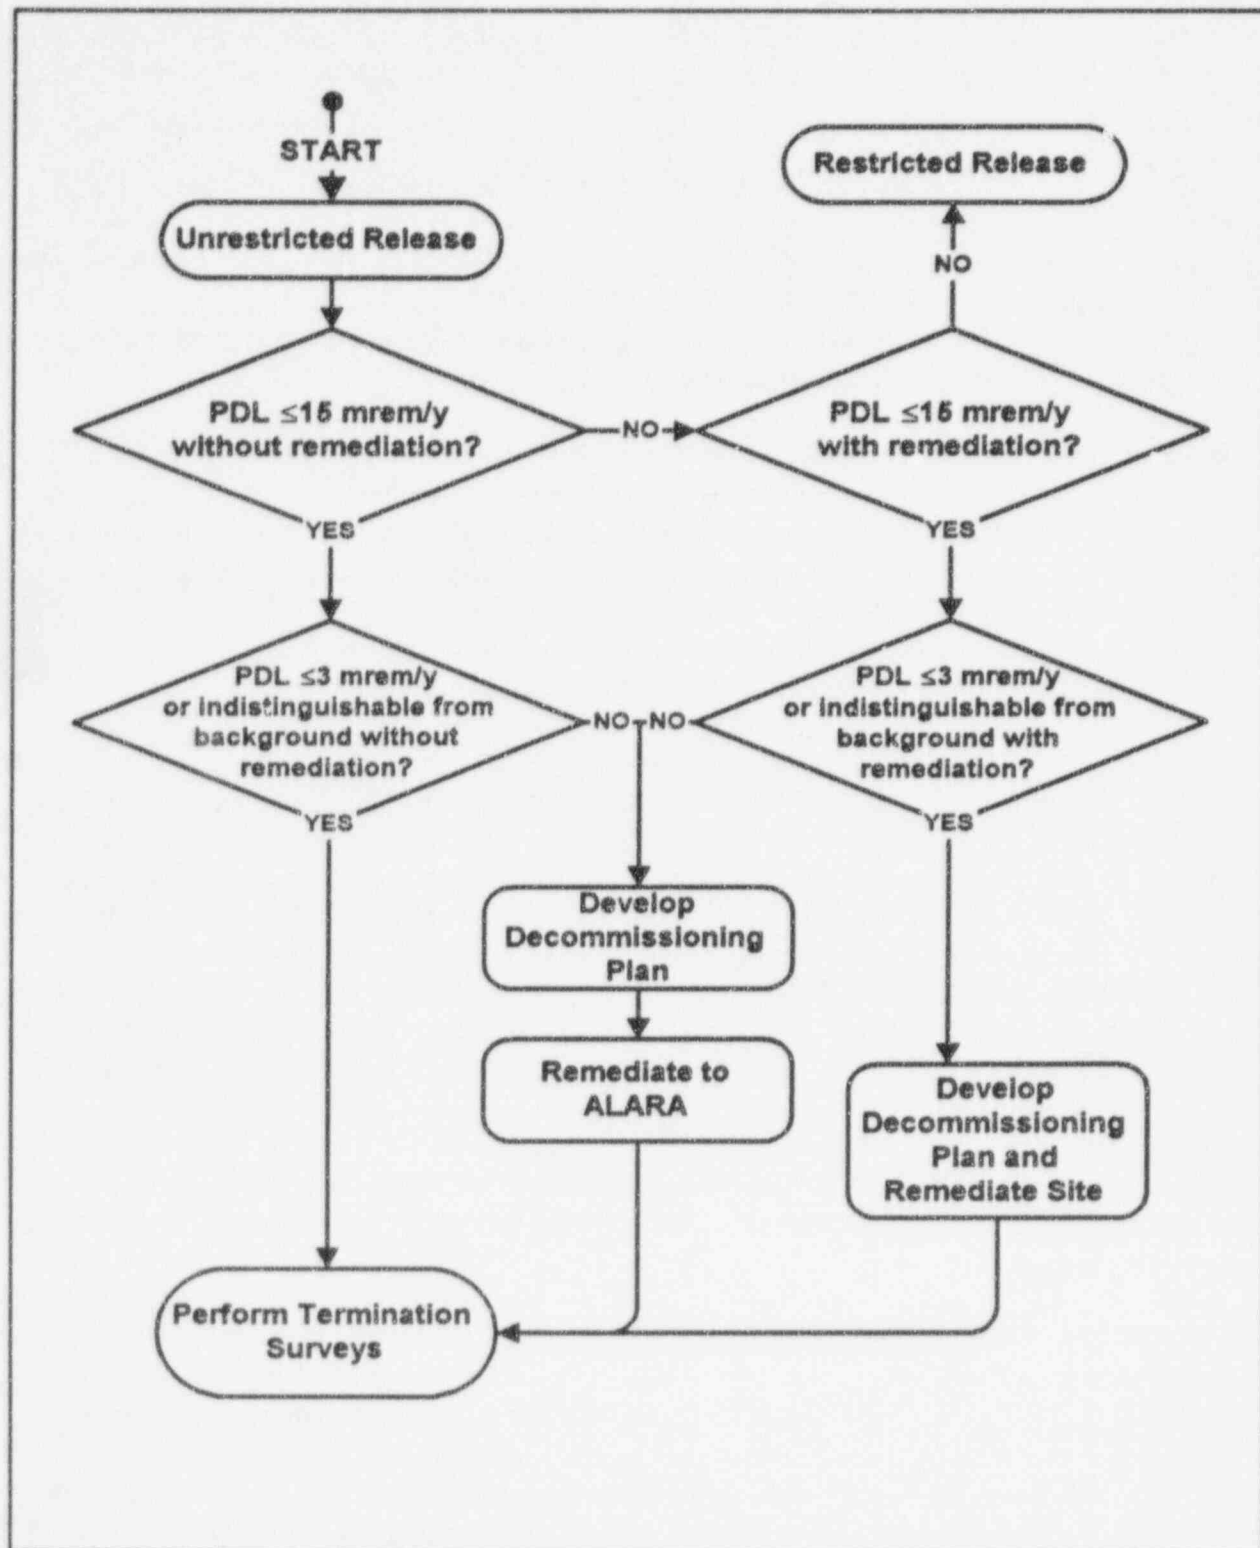 START
Unrestricted Release
Restricted Release
NO
PDL ≤15 mrem/y
without remediation?
NO
PDL ≤15 mrem/y
with remediation?
YES
YES
PDL ≤3 mrem/y
or indistinguishable from
background without
remediation?
NO
NO
PDL ≤3 mrem/y
or indistinguishable from
background with
remediation?
YES
YES
Develop
Decommissioning
Plan
Remediate to
ALARA
Develop
Decommissioning
Plan and
Remediate Site
Perform Termination
Surveys